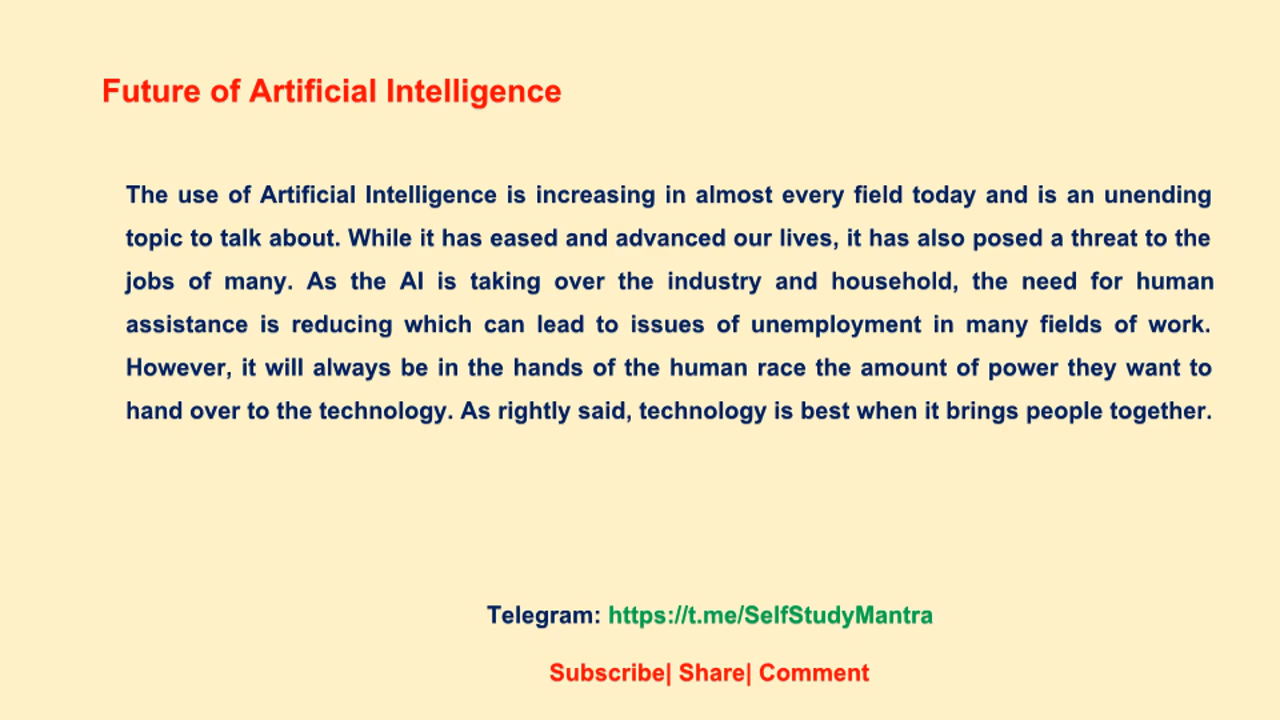 Future of Artificial Intelligence
The use of Artificial Intelligence is increasing in almost every field today and is an unending
topic to talk about. While it has eased and advanced our lives, it has also posed a threat to the
jobs of many. As the AI is taking over the industry and household, the need for human
assistance is reducing which can lead to issues of unemployment in many fields of work.
However, it will always be in the hands of the human race the amount of power they want to
hand over to the technology. As rightly said, technology is best when it brings people together.
Telegram: https://t.me/SelfStudyMantra
Subscribe| Share| Comment